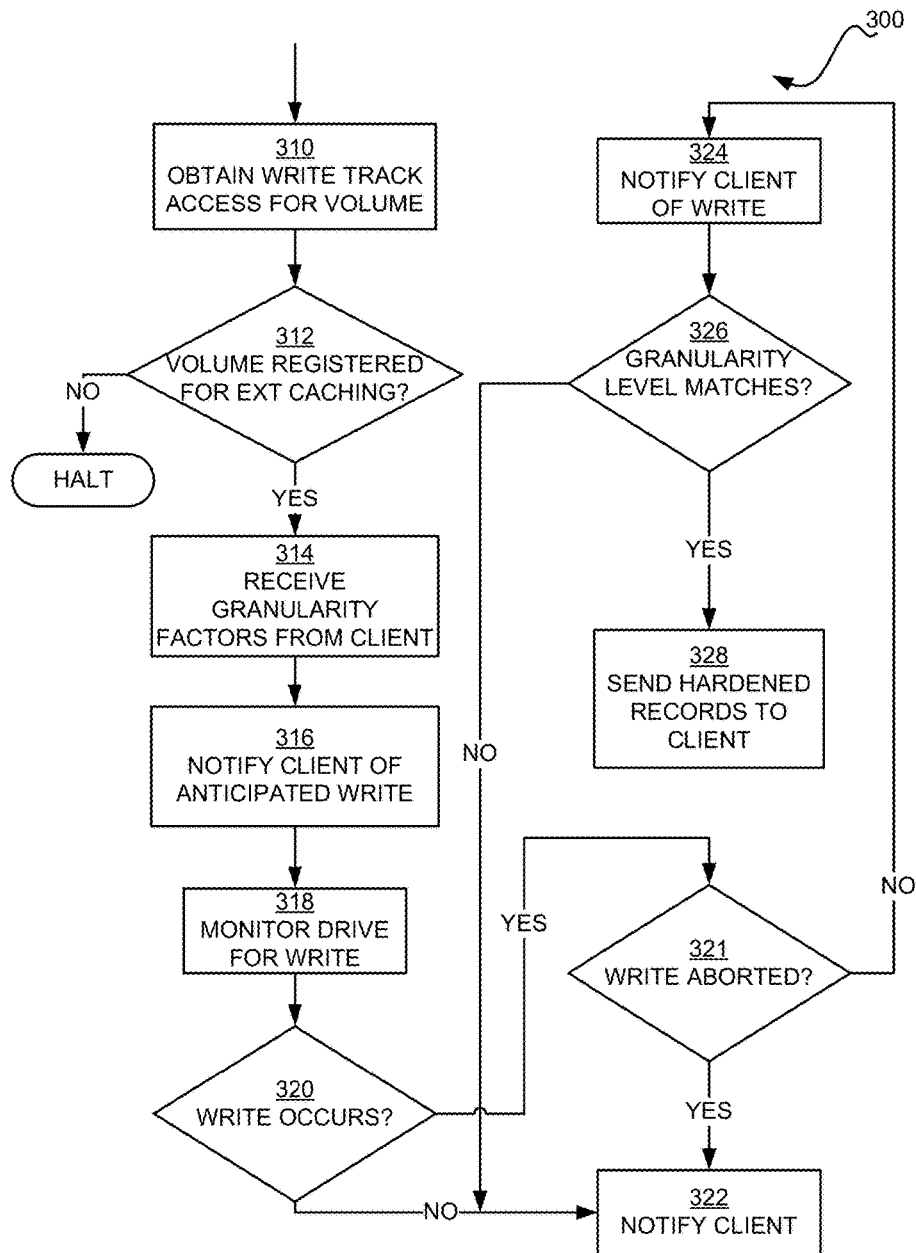 300
310
OBTAIN WRITE TRACK
ACCESS FOR VOLUME
312
VOLUME REGISTERED
FOR EXT CACHING?
NO
HALT
YES
314
RECEIVE
GRANULARITY
FACTORS FROM CLIENT
316
NOTIFY CLIENT OF
ANTICIPATED WRITE
318
MONITOR DRIVE
FOR WRITE
320
WRITE OCCURS?
YES
NO
321
WRITE ABORTED?
NO
YES
322
NOTIFY CLIENT
324
NOTIFY CLIENT
OF WRITE
326
GRANULARITY
LEVEL MATCHES?
NO
YES
328
SEND HARDENED
RECORDS TO
CLIENT